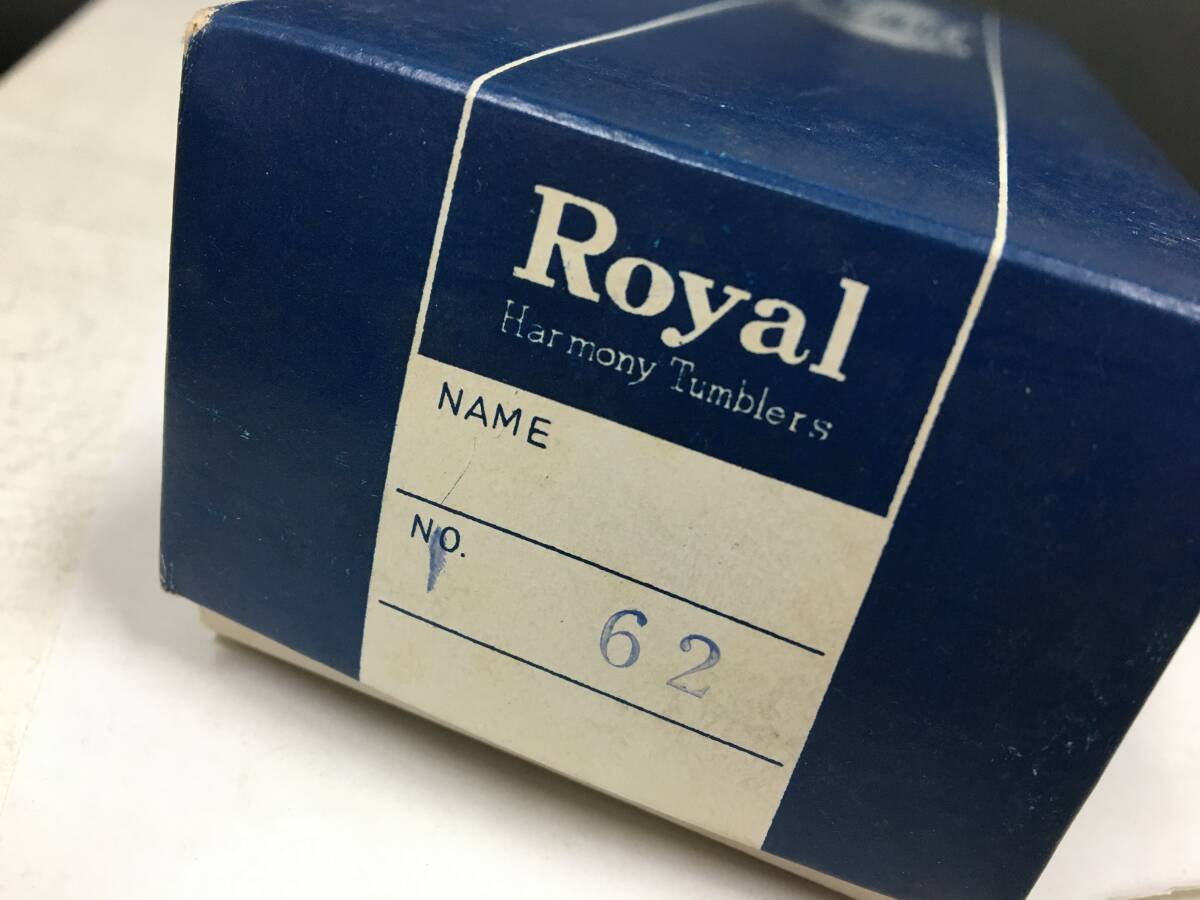 Royal
Harmony Tumblers
NAME
NO.
62